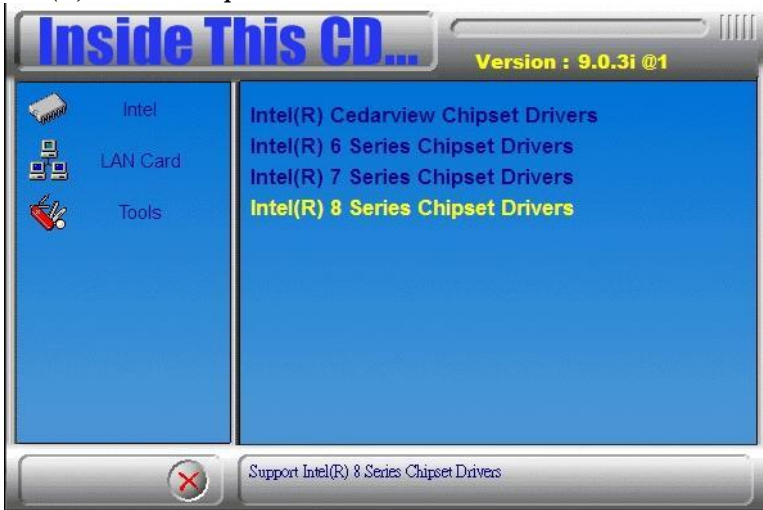 Inside This CD...
Version : 9.0.3i @1
Intel
LAN Card
Tools
Intel(R) Cedarview Chipset Drivers
Intel(R) 6 Series Chipset Drivers
Intel(R) 7 Series Chipset Drivers
Intel(R) 8 Series Chipset Drivers
Support Intel(R) 8 Series Chipset Drivers